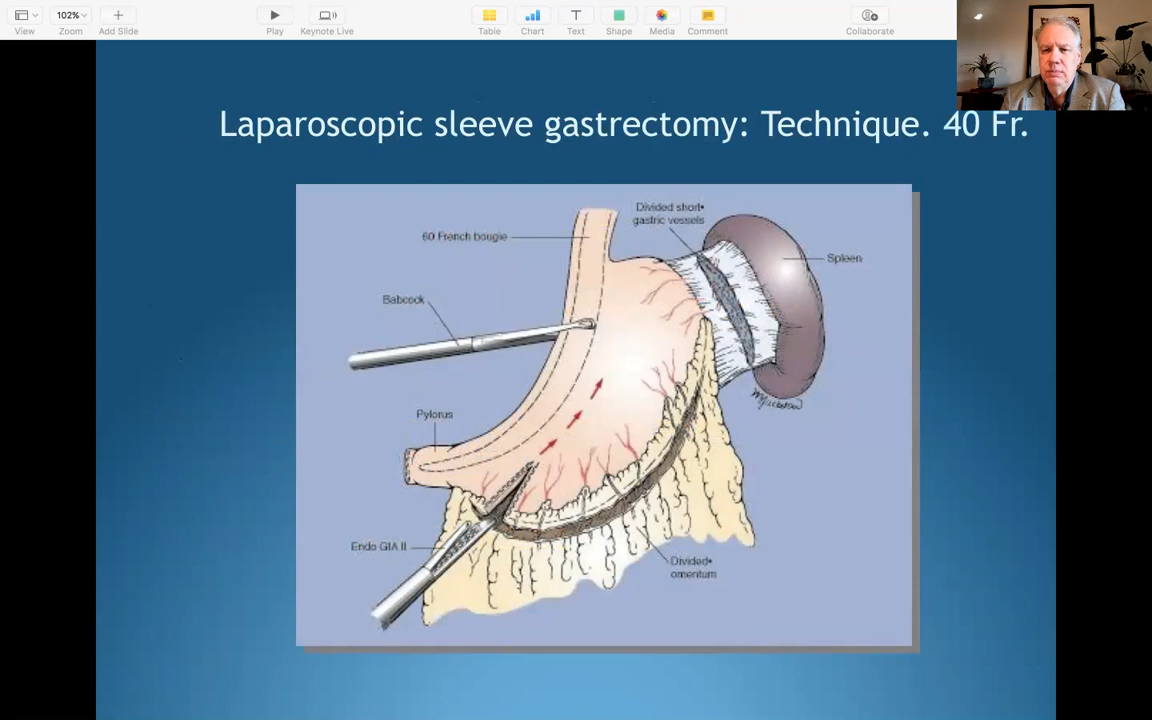 102%
View
Zoom
Add Slide
Play
Keynote Live
Table
Chart
Text
Shape
Media
Comment
Collaborate
Laparoscopic sleeve gastrectomy: Technique. 40 Fr.
Divided short•
gastric vessels
60 French bougie
Spleen
Babcock
Pylorus
Endo GIA II
Divided•
omentum